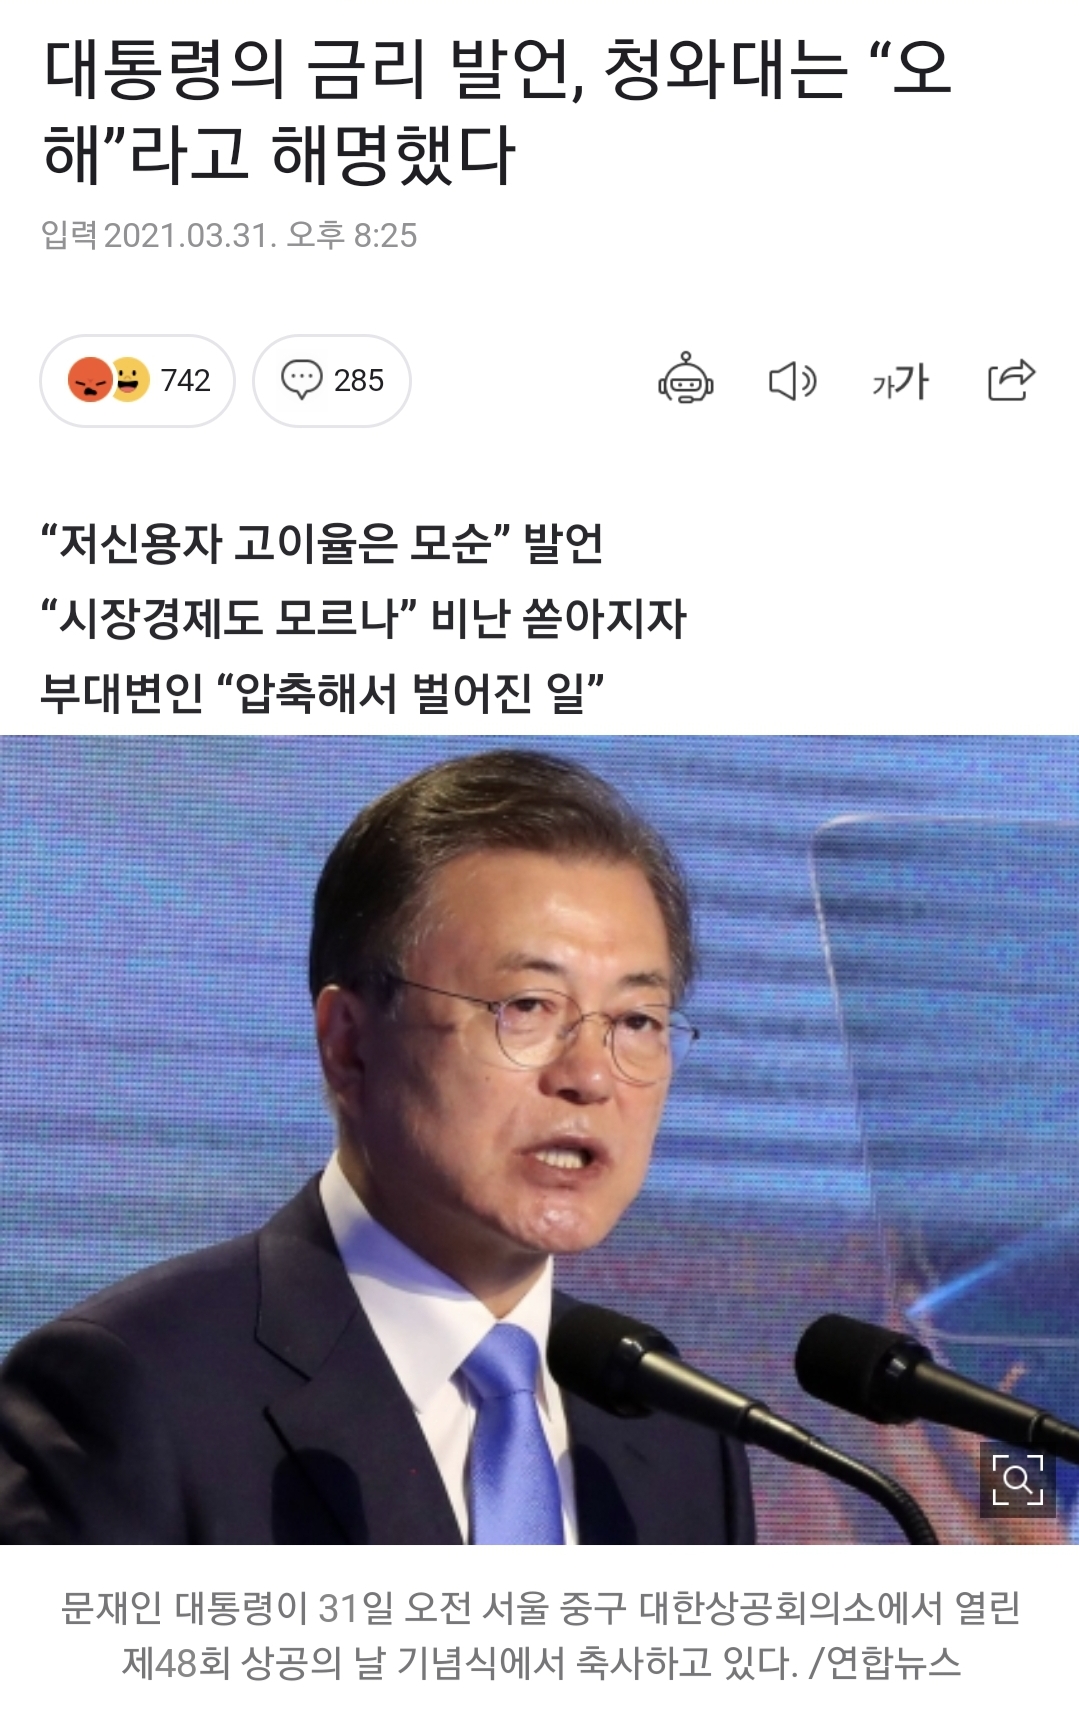 대통령의 금리 발언, 청와대는 “오
해”라고 해명했다
입력 2021.03.31. 오후 8:25
742
285
가가
“저신용자 고이율은 모순” 발언
“시장경제도 모르나” 비난 쏟아지자
부대변인 “압축해서 벌어진 일”
문재인 대통령이 31일 오전 서울 중구 대한상공회의소에서 열린
제48회 상공의 날 기념식에서 축사하고 있다. /연합뉴스